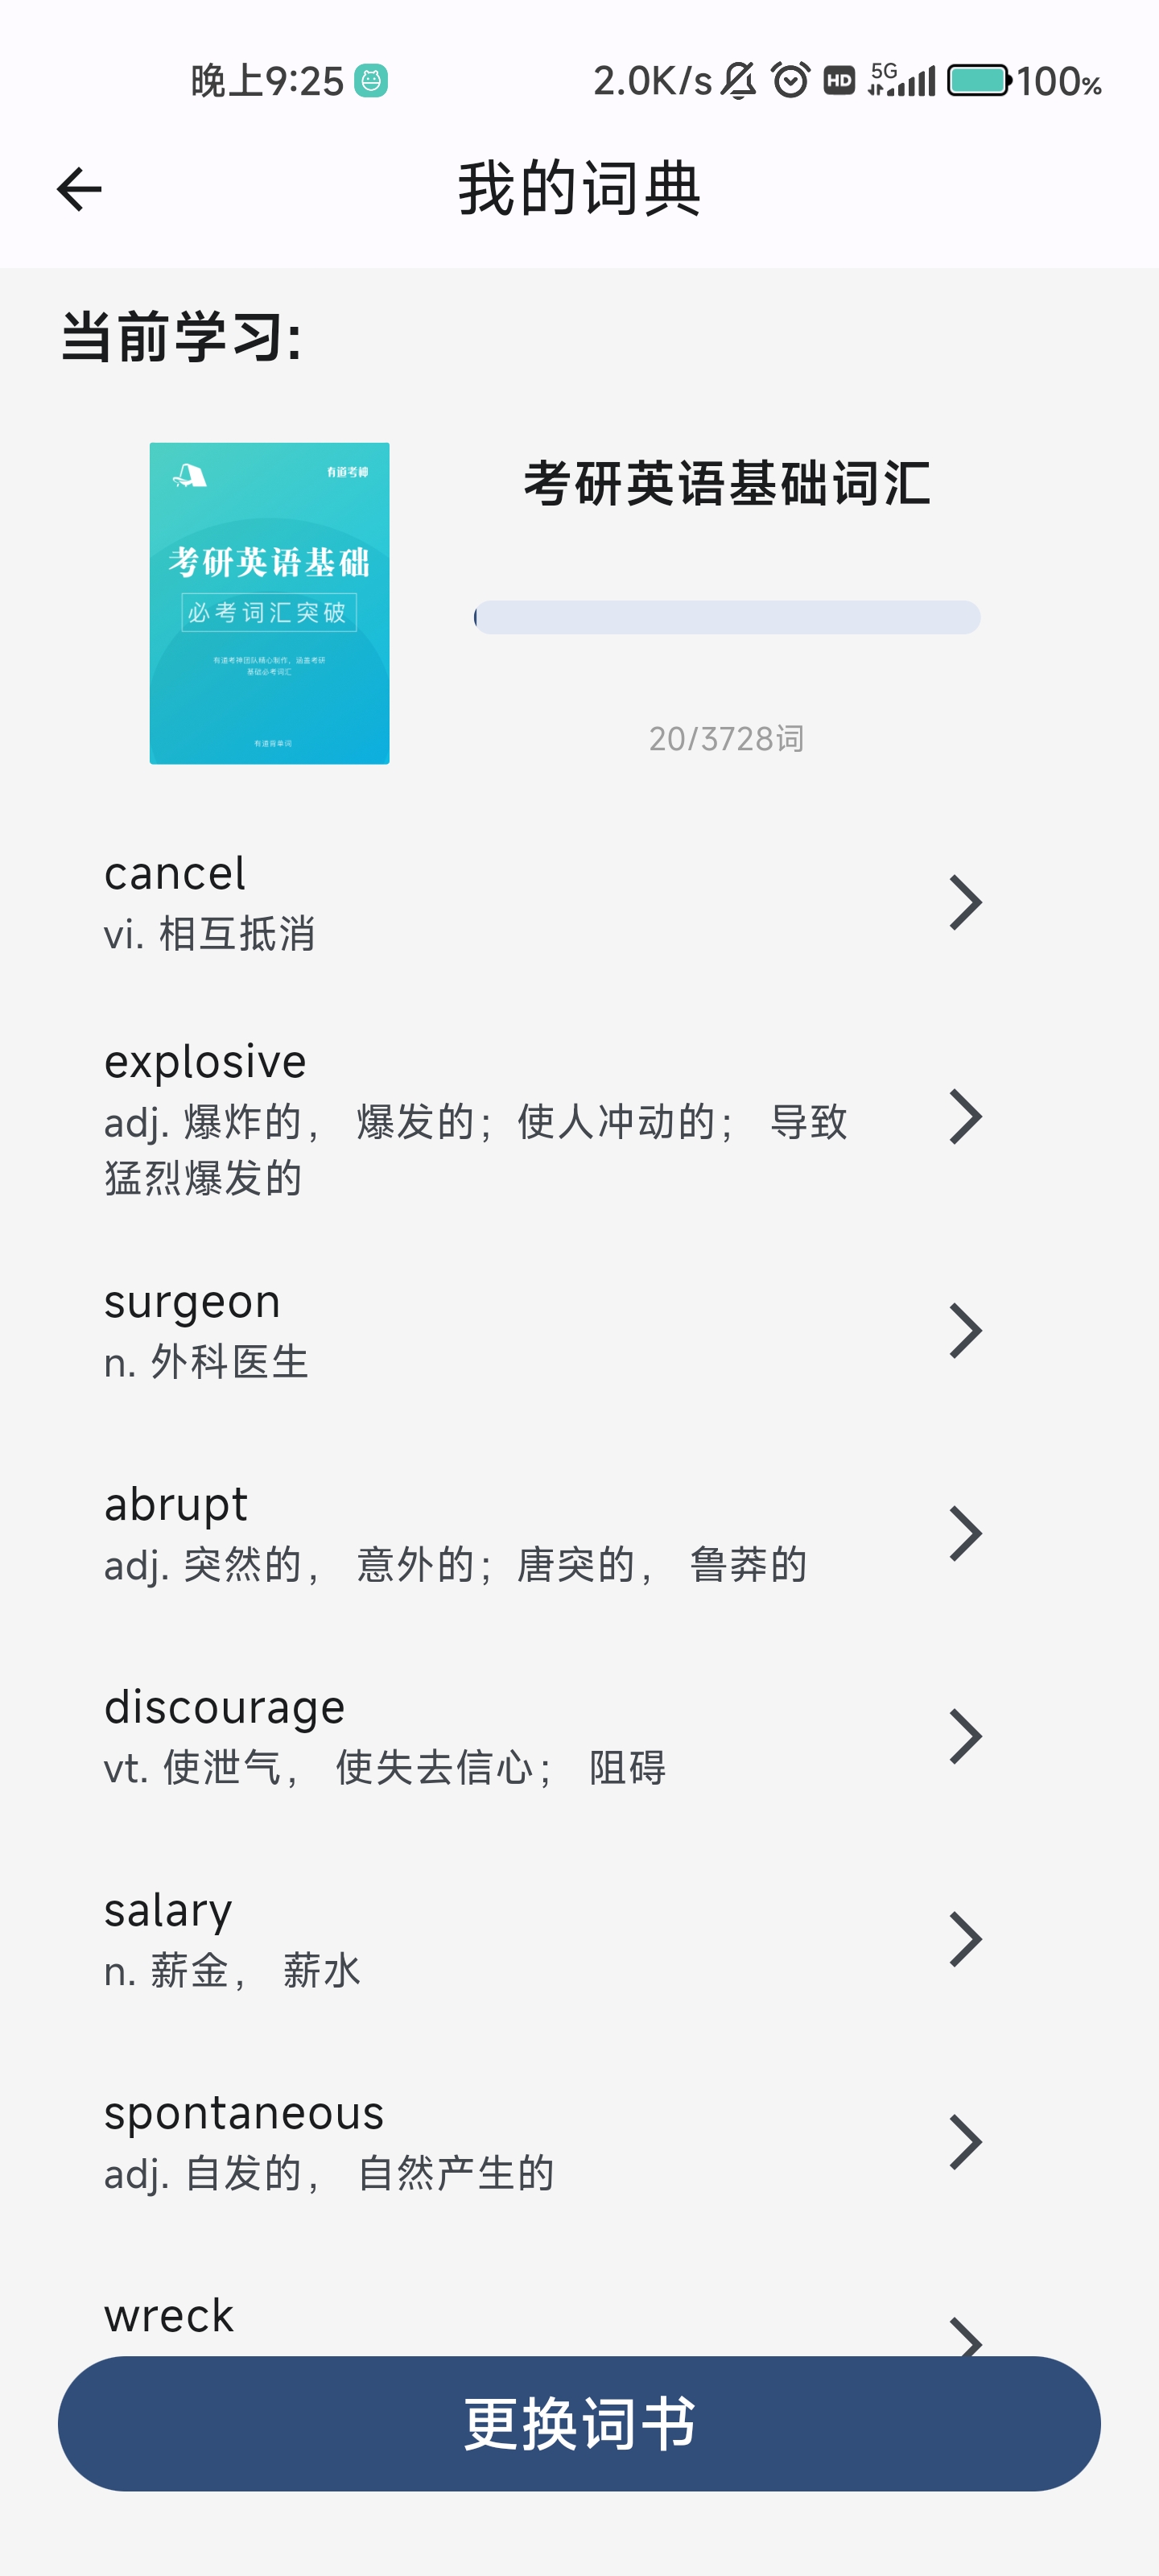 晚上9:25 2.0K/s HD 5G 100%
我的词典
当前学习:
有道考神
考研英语基础
必考词汇突破
有道考神团队精心制作，涵盖考研
基础必考词汇
有道背单词
考研英语基础词汇
20/3728词
cancel
vi. 相互抵消
explosive
adj. 爆炸的， 爆发的；使人冲动的； 导致
猛烈爆发的
surgeon
n. 外科医生
abrupt
adj. 突然的， 意外的；唐突的， 鲁莽的
discourage
vt. 使泄气， 使失去信心； 阻碍
salary
n. 薪金， 薪水
spontaneous
adj. 自发的， 自然产生的
wreck
更换词书